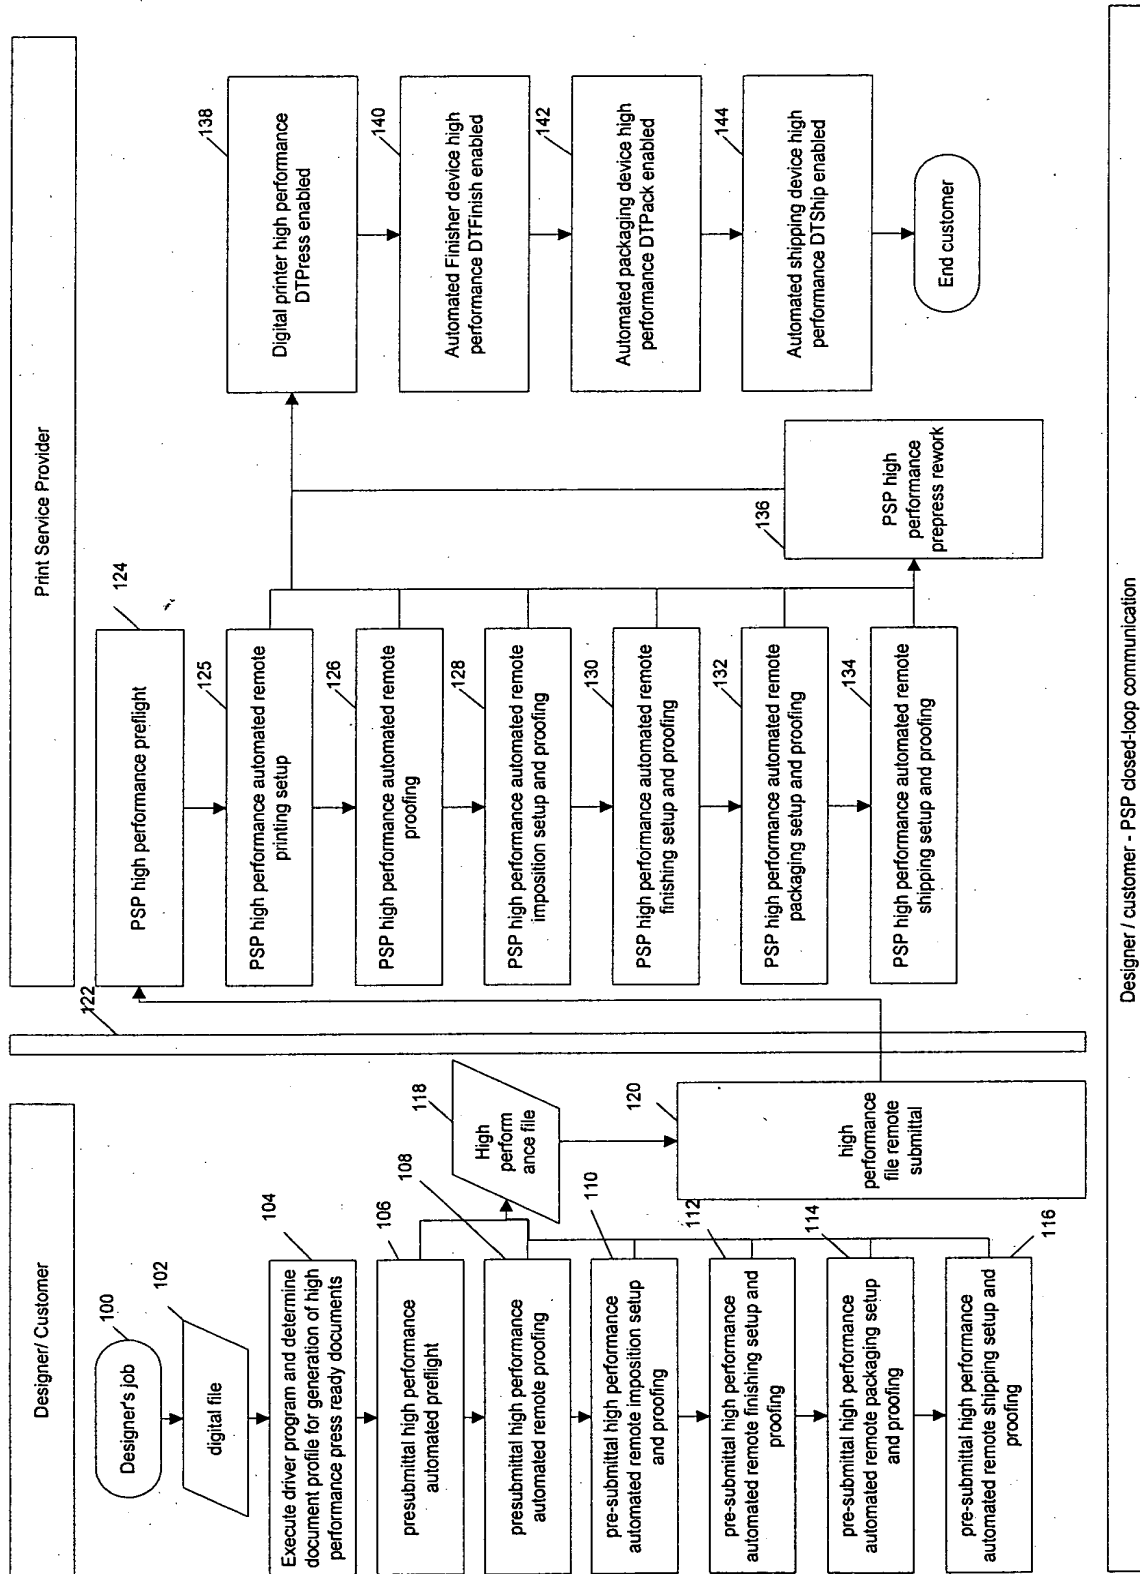 Designer/ Customer
100
Designer's job
102
digital file
104
Execute driver program and determine
document profile for generation of high
performance press ready documents
106
presubmittal high performance
automated preflight
108
presubmittal high performance
automated remote proofing
110
pre-submittal high performance
automated remote imposition setup
and proofing
112
pre-submittal high performance
automated remote finishing setup and
proofing
114
pre-submittal high performance
automated remote packaging setup
and proofing
116
pre-submittal high performance
automated remote shipping setup and
proofing
118
High
perform
ance file
120
high
performance
file remote
submittal
122
Print Service Provider
124
PSP high performance preflight
125
PSP high performance automated remote
printing setup
126
PSP high performance automated remote
proofing
128
PSP high performance automated remote
imposition setup and proofing
130
PSP high performance automated remote
finishing setup and proofing
132
PSP high performance automated remote
packaging setup and proofing
134
PSP high performance automated remote
shipping setup and proofing
136
PSP high
performance
prepress rework
138
Digital printer high performance
DTPress enabled
140
Automated Finisher device high
performance DTFinish enabled
142
Automated packaging device high
performance DTPack enabled
144
Automated shipping device high
performance DTShip enabled
End customer
Designer / customer - PSP closed-loop communication